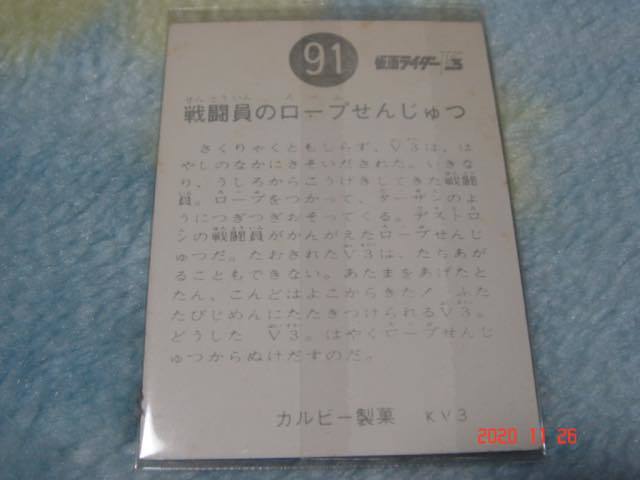 91
仮面ライダーV3
せんとういん
戦闘員のロープせんじゅつ
さくりゃくともしらず、V3は、は
やしのなかにさそいだされた。いきな
り、うしろからこうげきしてきた戦闘
員。ロープをつかって、ターザンのよ
うにつぎつぎおそってくる。デストロ
ンの戦闘員がかんがえたロープせんじ
ゅつだ。たおされたV3は、たちあが
ることもできない。あたまをあげたと
たん、こんどはよこからきた! ふた
たびじめんにたたきつけられるV3。
どうした V3。はやくロープせんじ
ゅつからぬけだすのだ。
カルビー製菓 KV3
2020 11 26